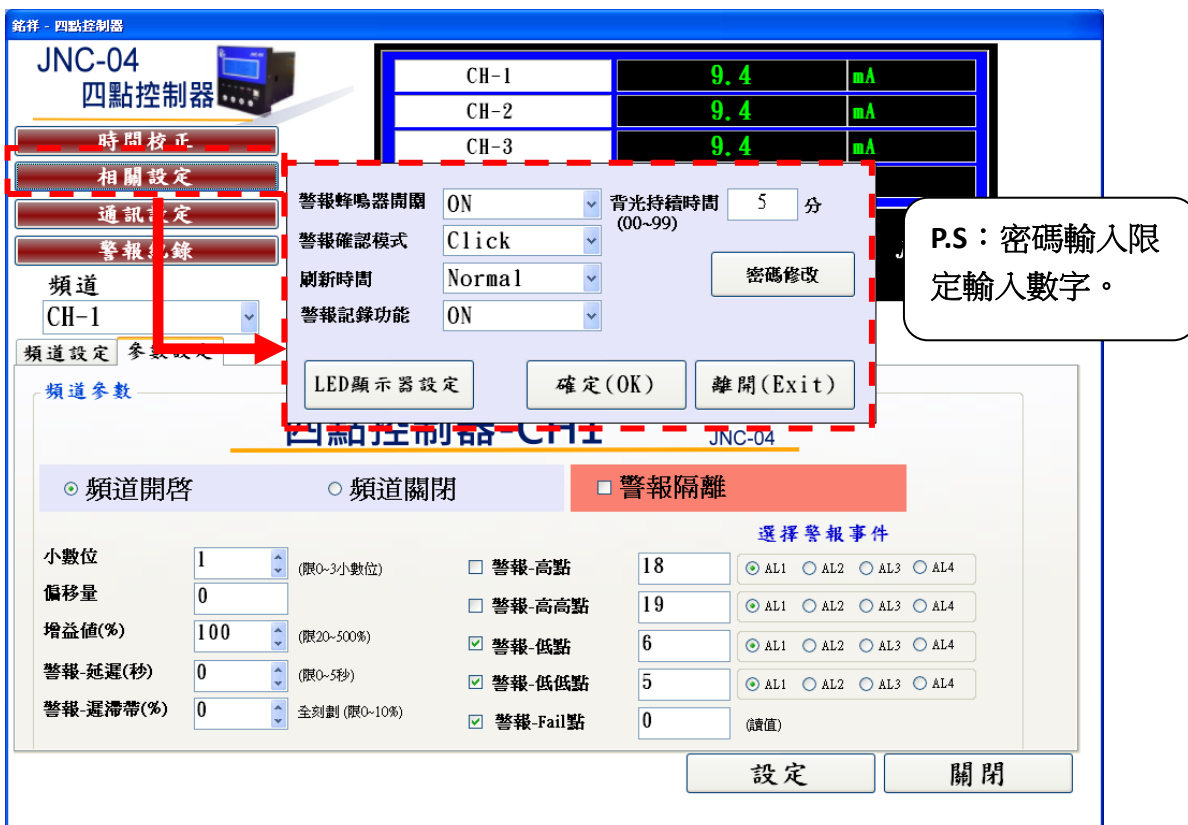 銘祥 - 四點控制器
JNC-04
四點控制器
CH-1 9.4 mA
CH-2 9.4 mA
CH-3 9.4 mA
時間校正
相關設定
通訊設定
警報紀錄
頻道
CH-1
頻道設定 參數設定
警報蜂鳴器開關 ON
背光持續時間 5 分
(00~99)
警報確認模式 Click
刷新時間 Normal
密碼修改
警報記錄功能 ON
LED顯示器設定 確定(OK) 離開(Exit)
P.S：密碼輸入限
定輸入數字。
頻道參數
四點控制器-CH1 JNC-04
頻道開啓 頻道關閉 警報隔離
選擇警報事件
小數位 1 (限0~3小數位) 警報-高點 18 AL1 AL2 AL3 AL4
偏移量 0 警報-高高點 19 AL1 AL2 AL3 AL4
增益值(%) 100 (限20~500%) 警報-低點 6 AL1 AL2 AL3 AL4
警報-延遲(秒) 0 (限0~5秒) 警報-低低點 5 AL1 AL2 AL3 AL4
警報-遲滯帶(%) 0 全刻劃 (限0~10%) 警報-Fail點 0 (讀值)
設定 關閉